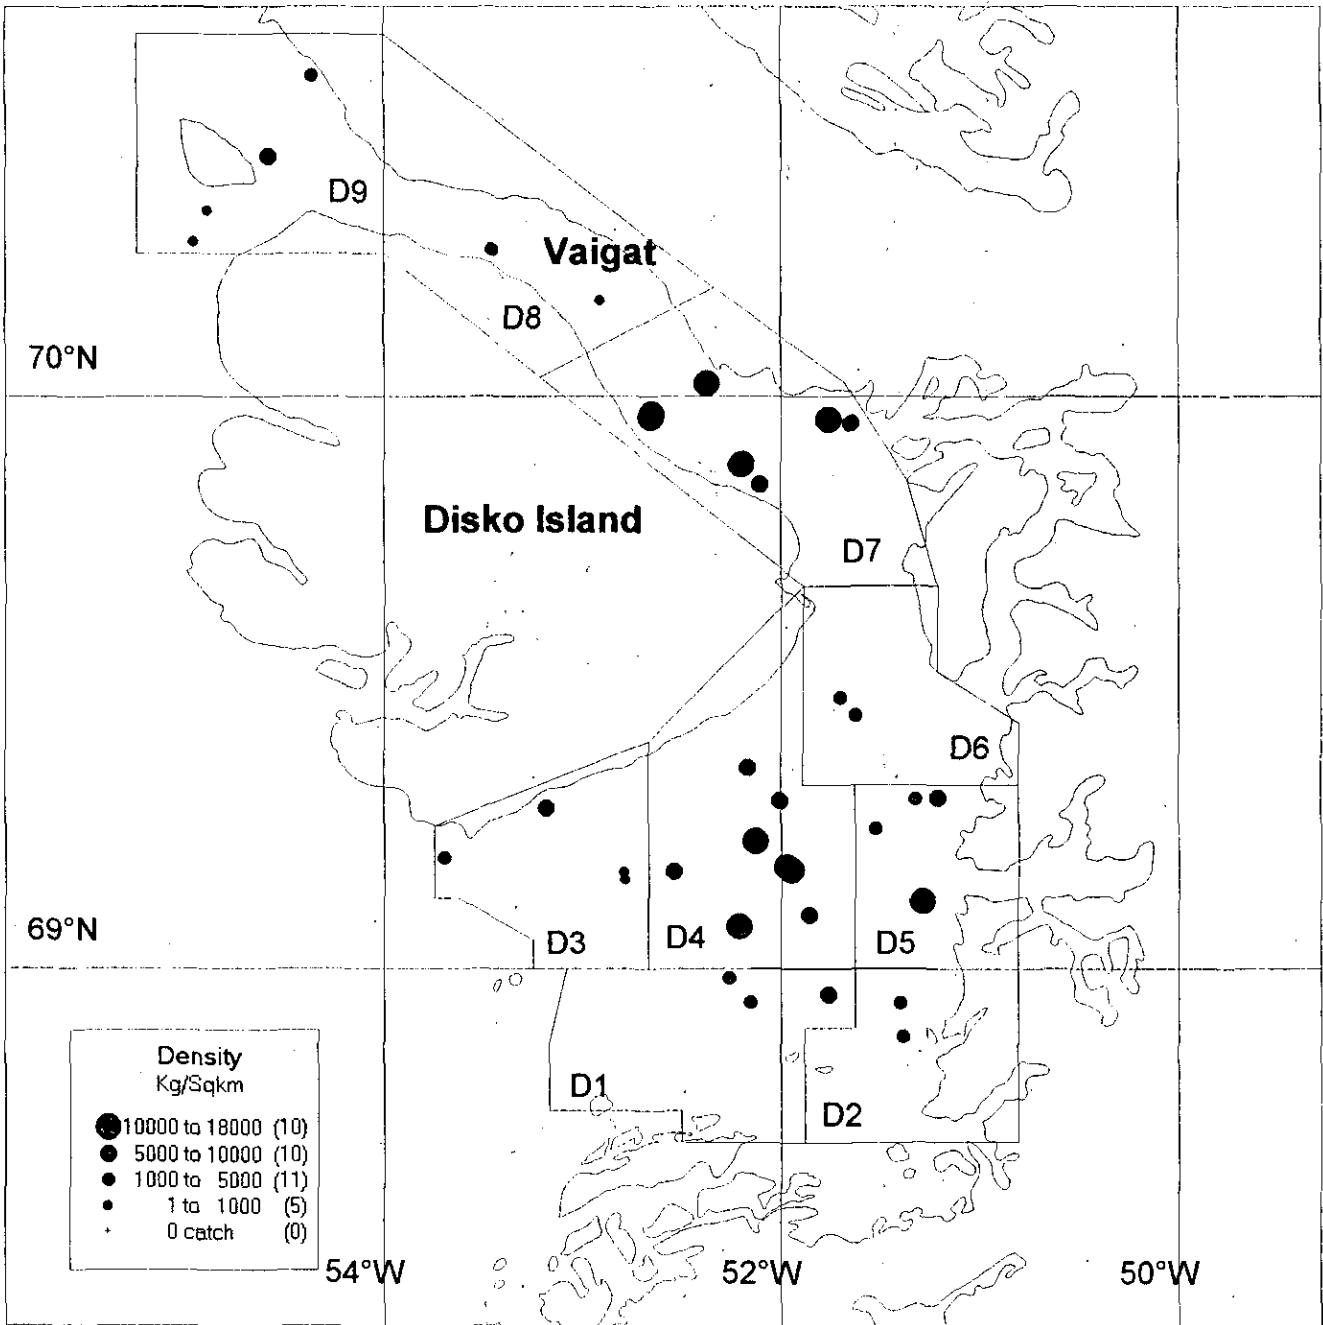 D9
Vaigat
D8
70°N
Disko Island
D7
D6
69°N
D3
D4
D5
Density
Kg/Sqkm
10000 to 18000 (10)
5000 to 10000 (10)
1000 to 5000 (11)
1 to 1000 (5)
0 catch (0)
D1
D2
54°W
52°W
50°W